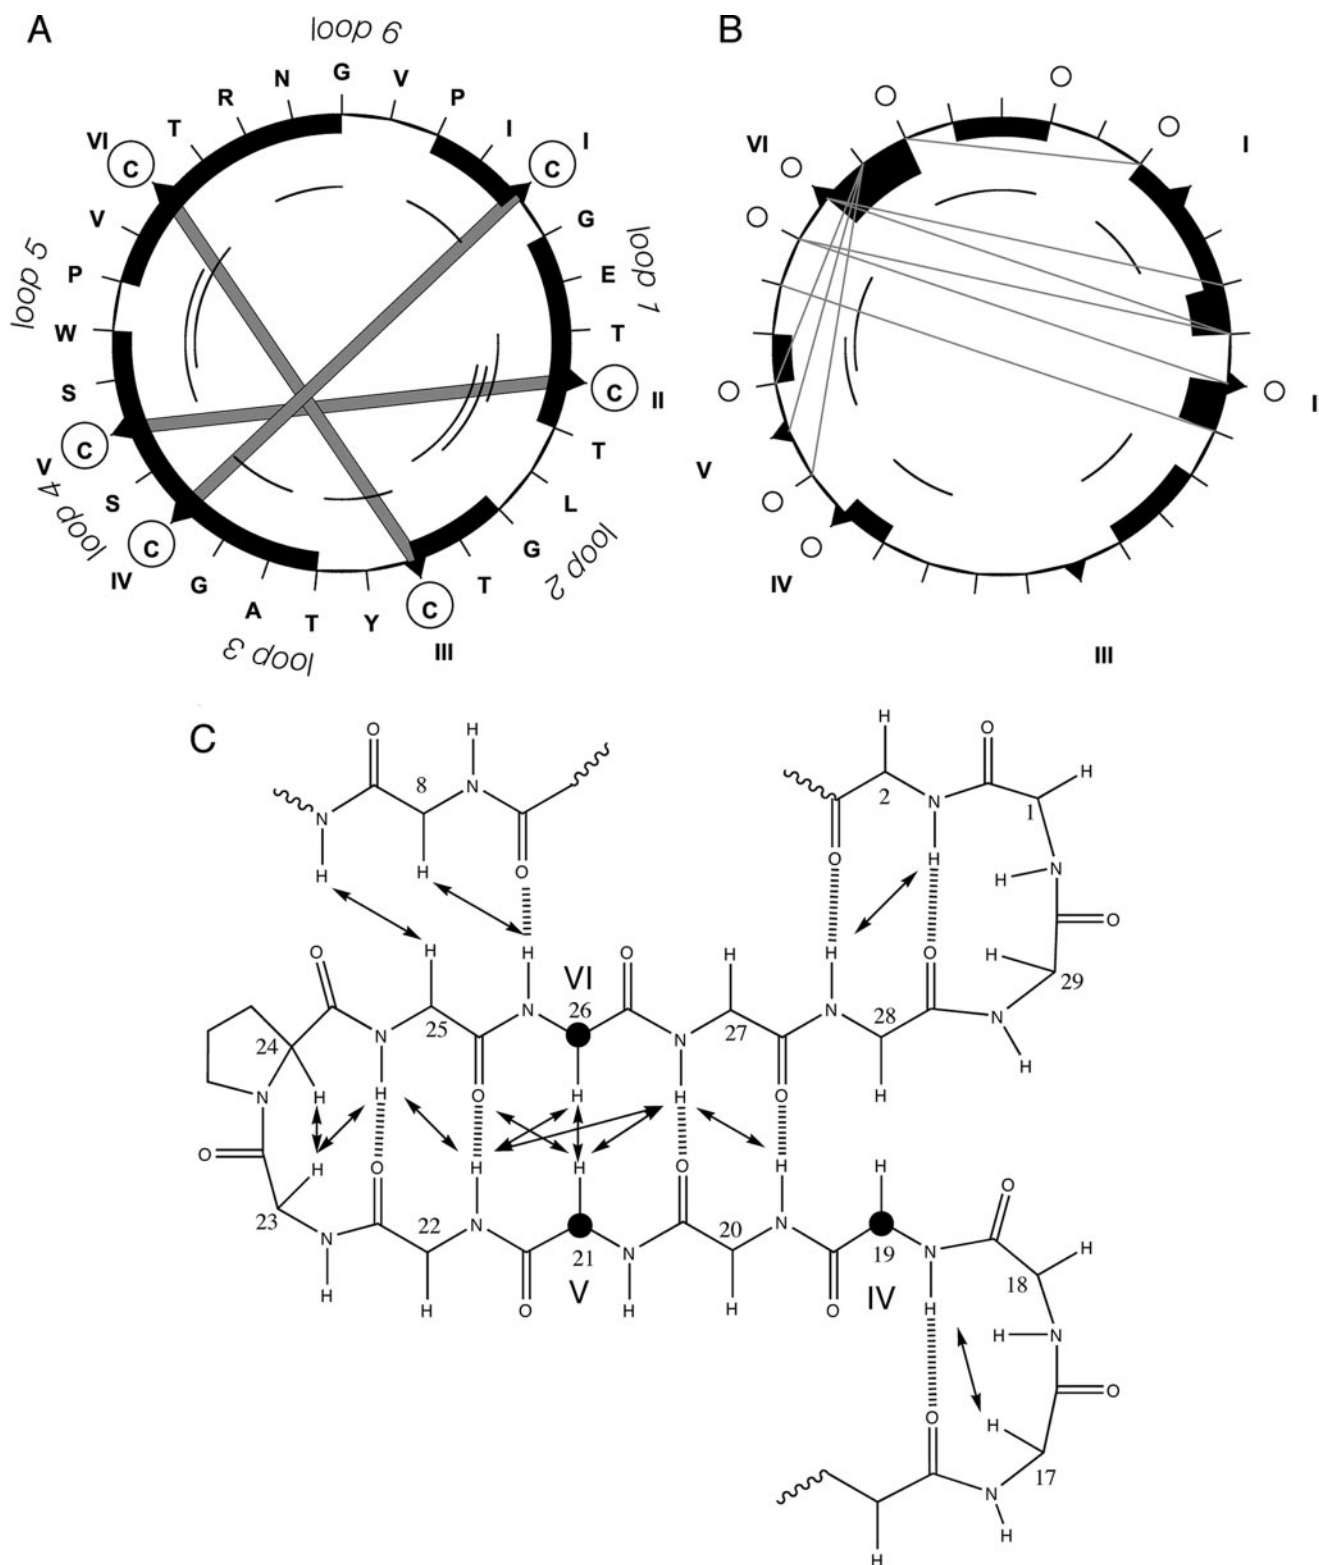 A
loop 6
G
V
P
I
I
C
G
loop 1
E
T
C
II
T
L
G
loop 2
T
C
III
Y
T
A
loop 3
G
C
IV
loop 4
S
C
V
S
W
loop 5
P
V
C
VI
T
R
N
B
VI
I
I
V
IV
III
C
O H H O
8 N 2 N 1 H
N
H H O O H H N
H O
H H O H H O H
VI
N 26 N 29
25 N N 27 28 N
24
N H H O H H O H H
O H O H H O H H O
23 N 22 N 21 N 20 N 19 N 18 H
V IV
H H O H H O H H N
H O
O H
17
N N
H
H